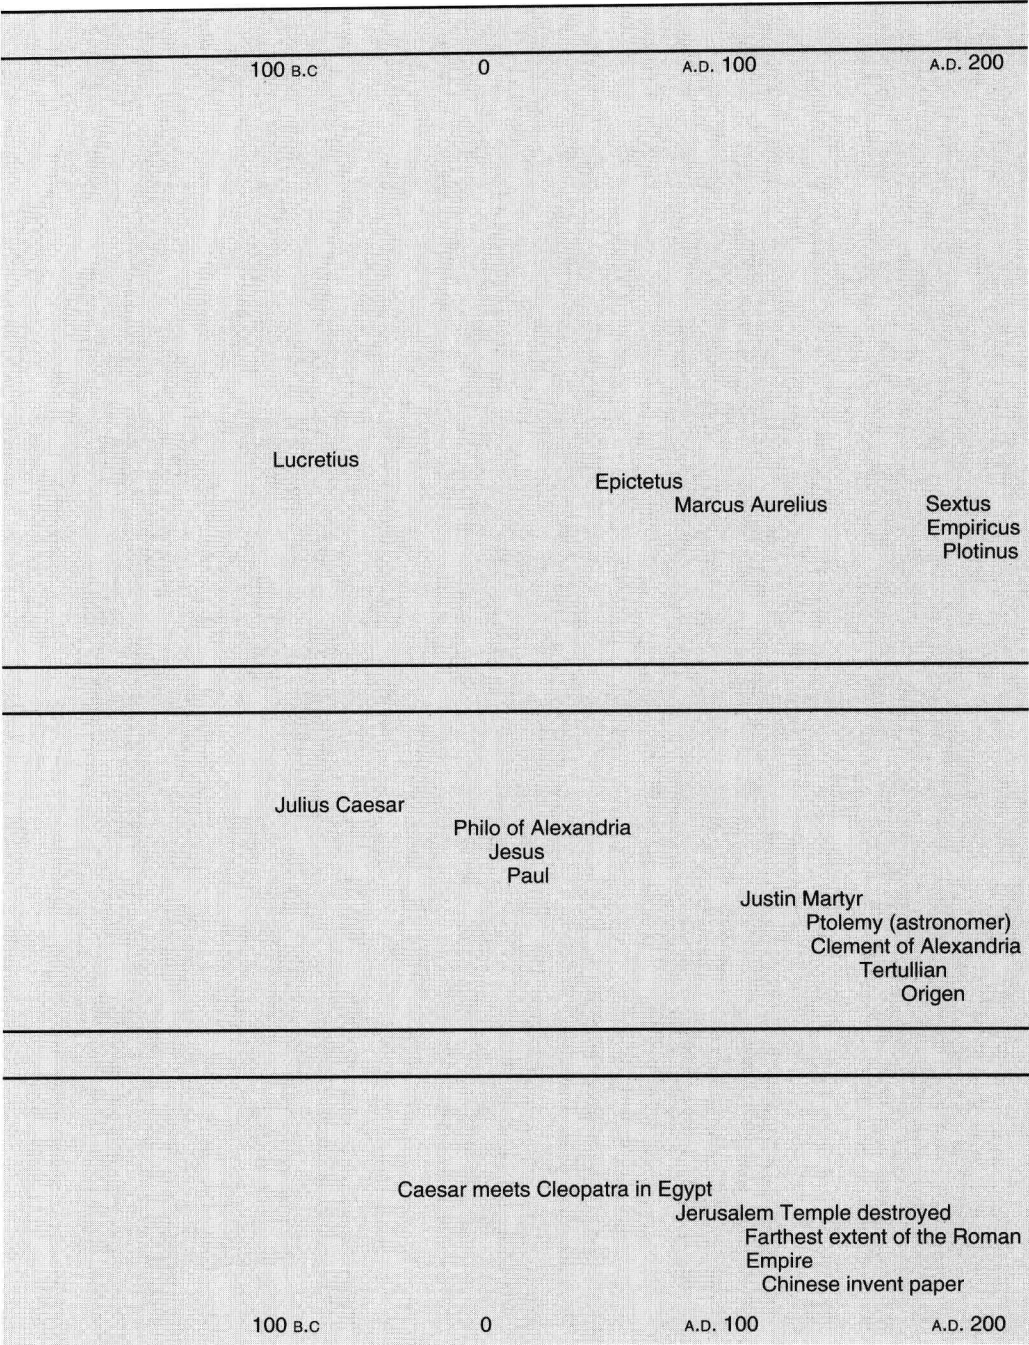 100 B.C 0 A.D. 100 A.D. 200
Lucretius
Epictetus
Marcus Aurelius Sextus
Empiricus
Plotinus
Julius Caesar
Philo of Alexandria
Jesus
Paul
Justin Martyr
Ptolemy (astronomer)
Clement of Alexandria
Tertullian
Origen
Caesar meets Cleopatra in Egypt
Jerusalem Temple destroyed
Farthest extent of the Roman
Empire
Chinese invent paper
100 B.C 0 A.D. 100 A.D. 200